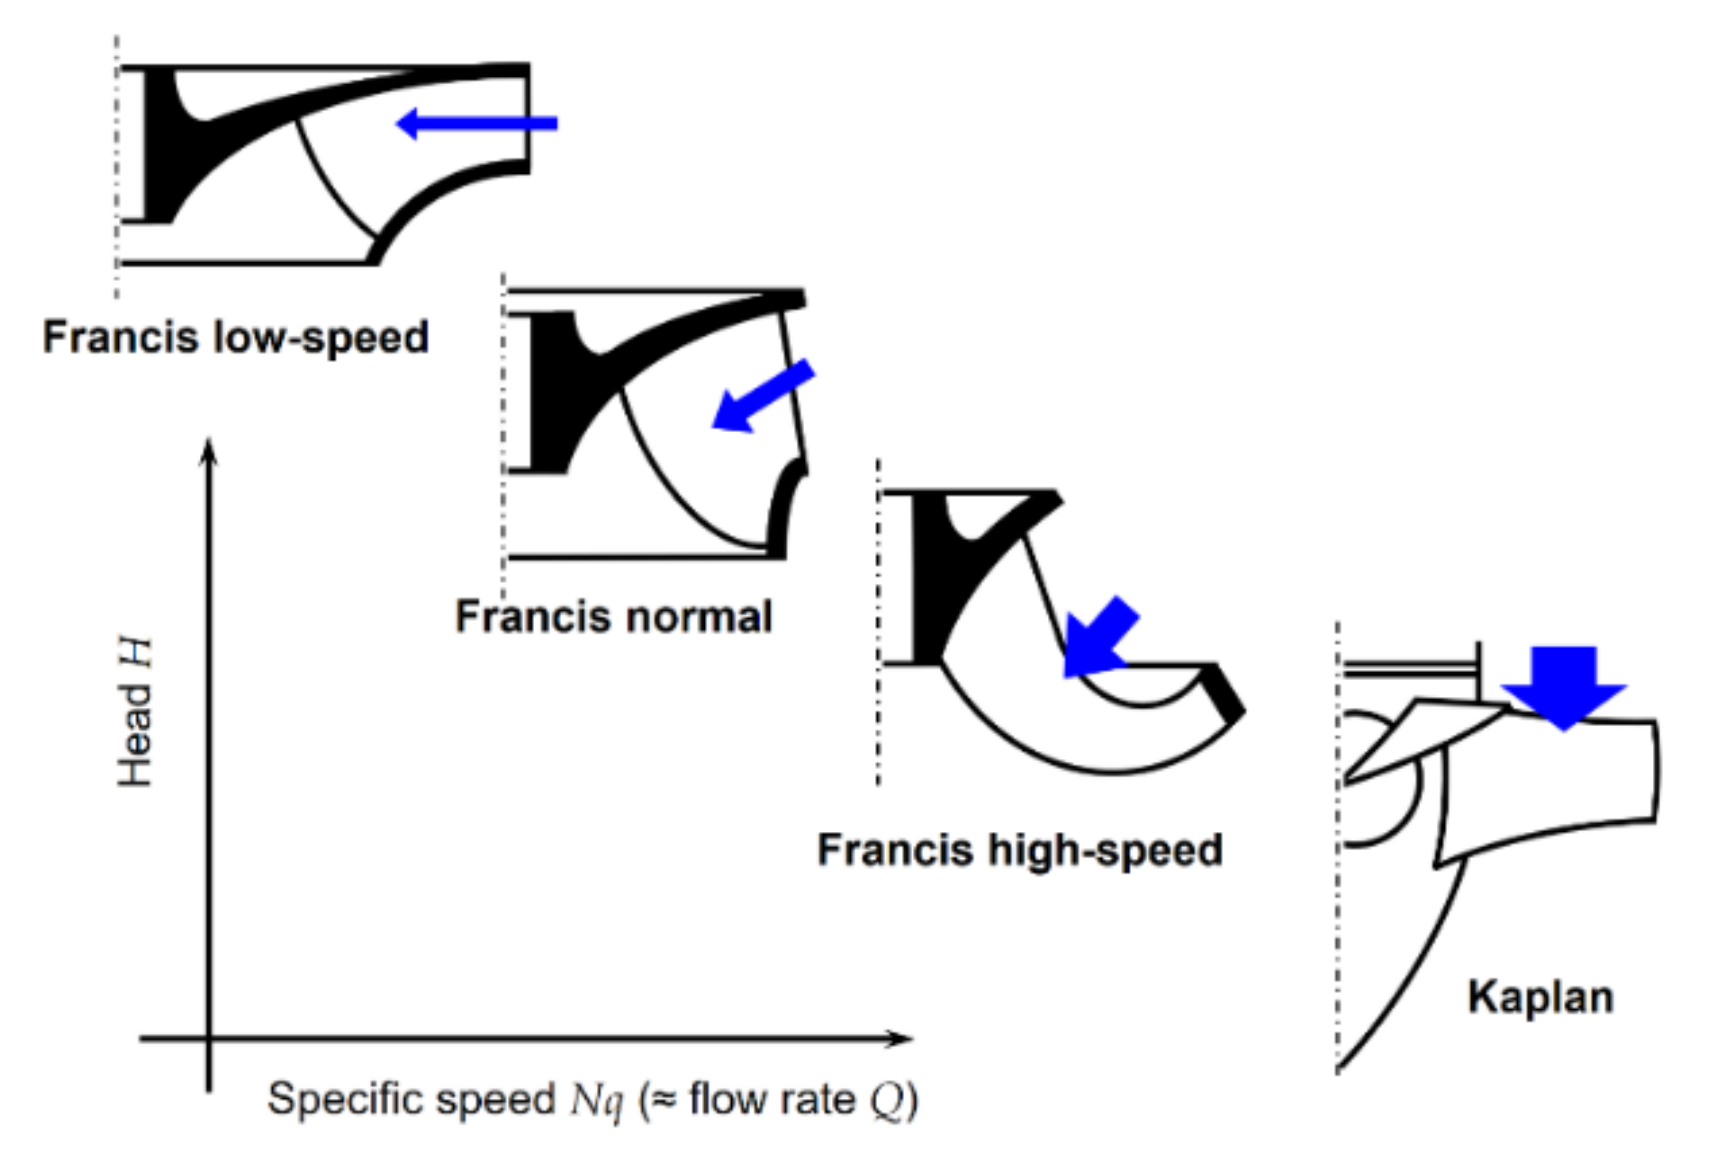 Francis low-speed
Francis normal
Francis high-speed
Kaplan
Head H
Specific speed Nq (≈ flow rate Q)